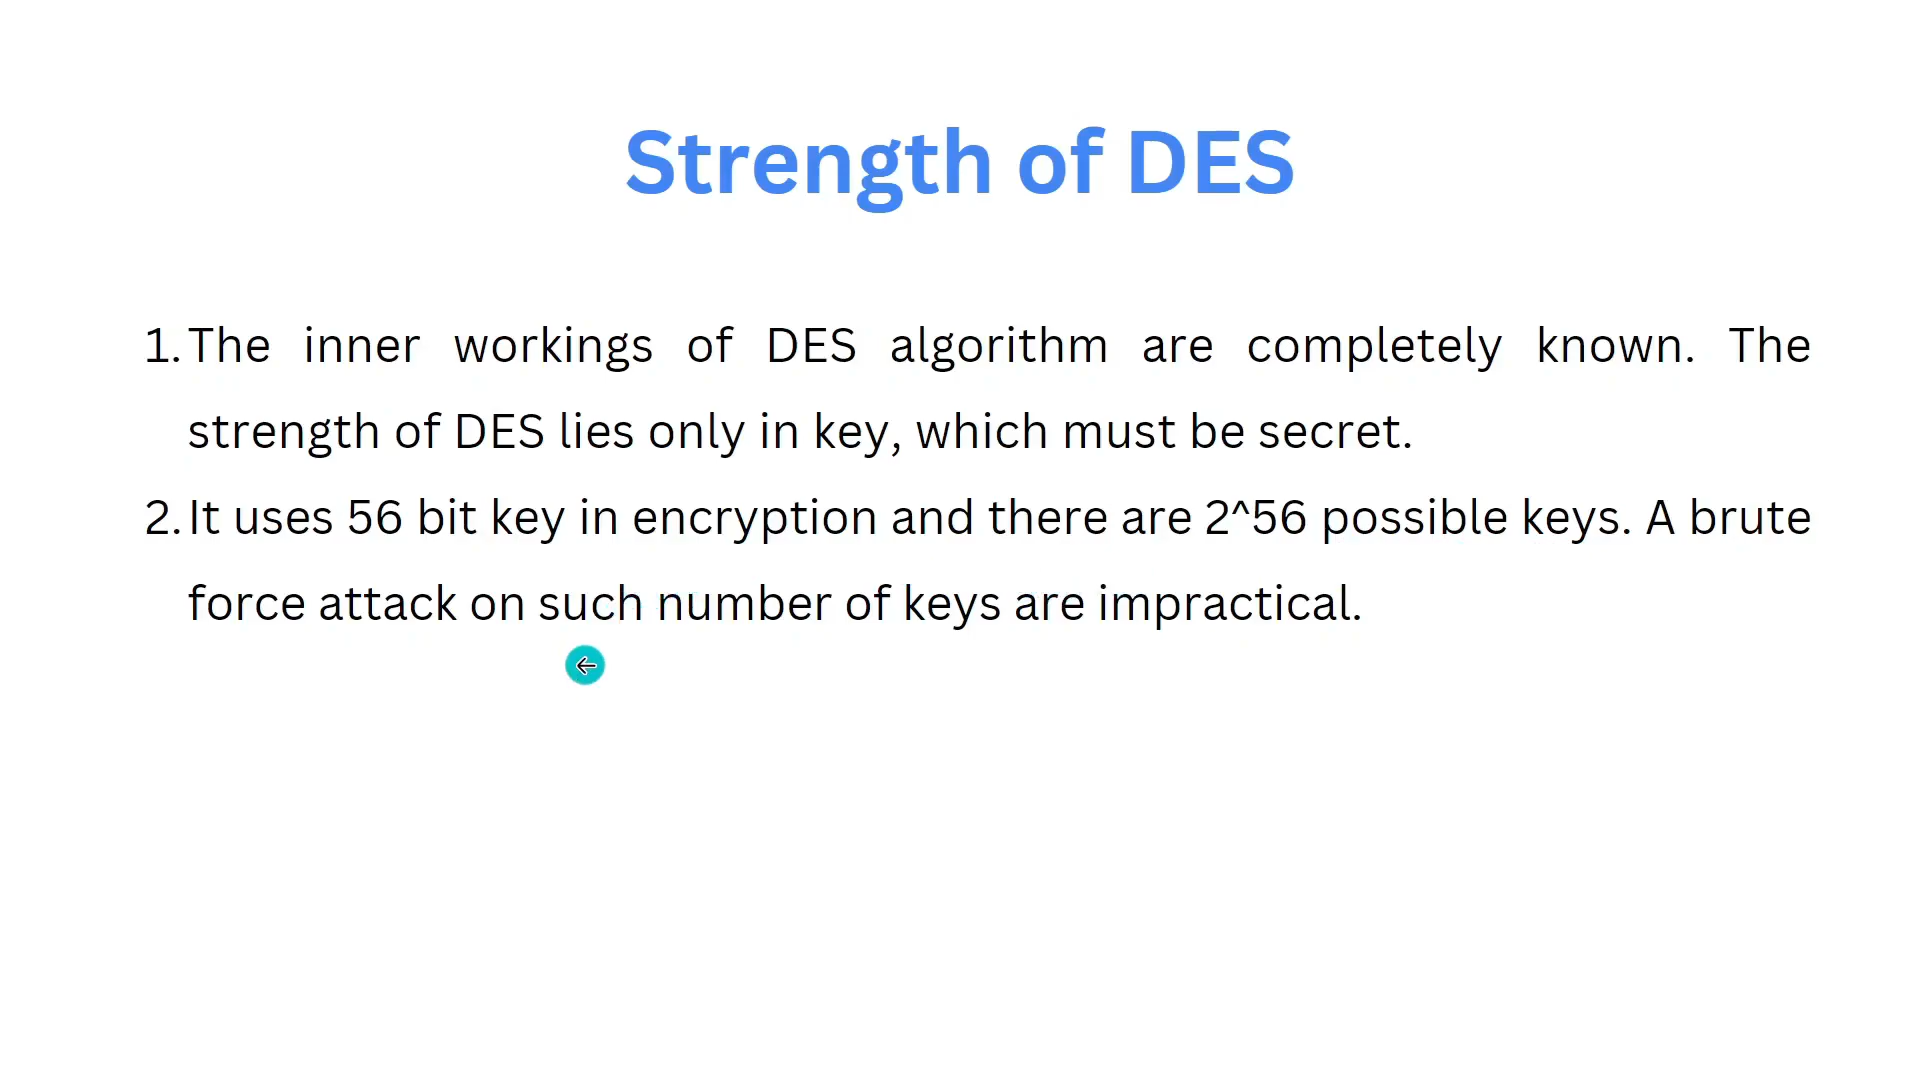 Strength of DES
1. The inner workings of DES algorithm are completely known. The
strength of DES lies only in key, which must be secret.
2. It uses 56 bit key in encryption and there are 2^56 possible keys. A brute
force attack on such number of keys are impractical.